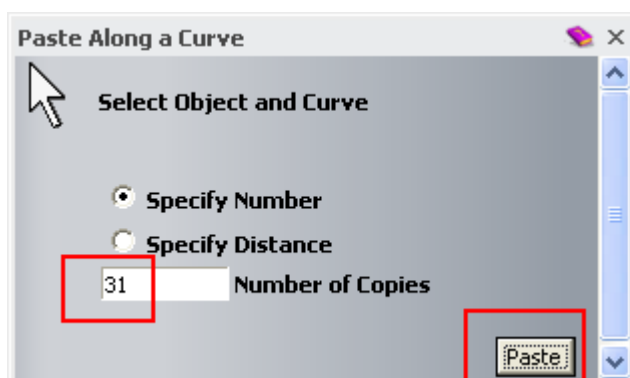 Paste Along a Curve
Select Object and Curve
Specify Number
Specify Distance
31 Number of Copies
Paste